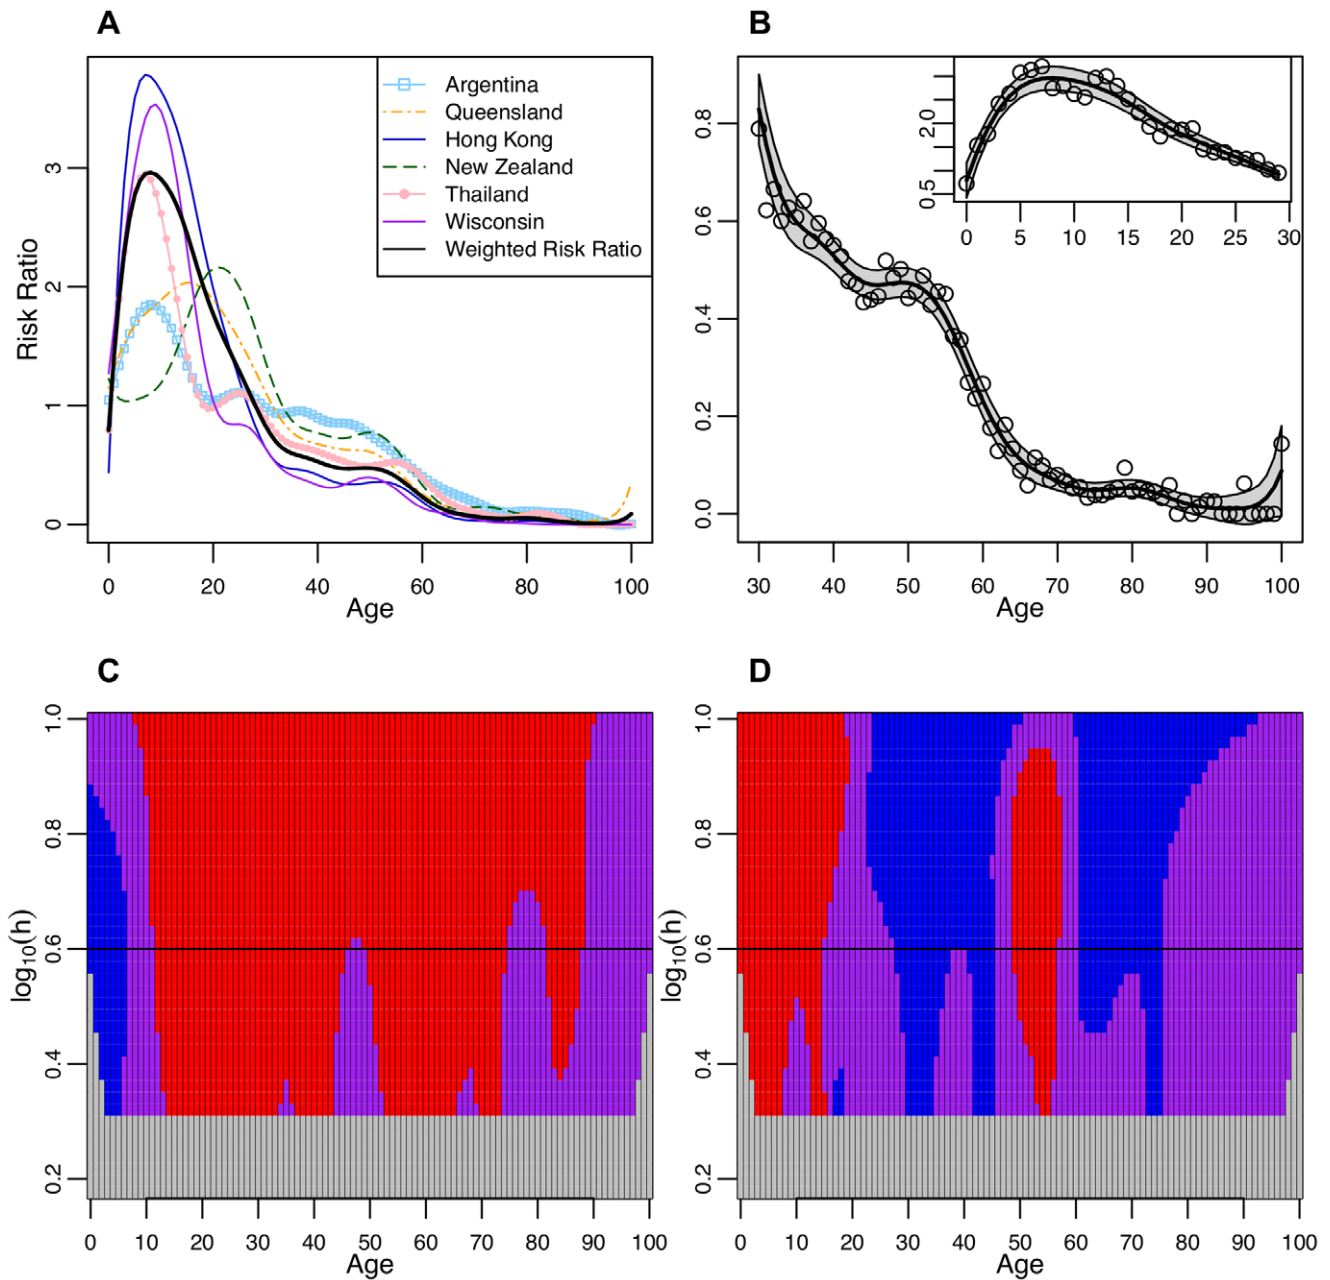 A
Risk Ratio
3
2
1
0
Argentina
Queensland
Hong Kong
New Zealand
Thailand
Wisconsin
Weighted Risk Ratio
0 20 40 60 80 100
Age
B
0.8
0.6
0.4
0.2
0.0
2.0
0.5
0 5 10 15 20 25 30
30 40 50 60 70 80 90 100
Age
C
log10(h)
1.0
0.8
0.6
0.4
0.2
0 10 20 30 40 50 60 70 80 90 100
Age
D
log10(h)
1.0
0.8
0.6
0.4
0.2
0 10 20 30 40 50 60 70 80 90 100
Age